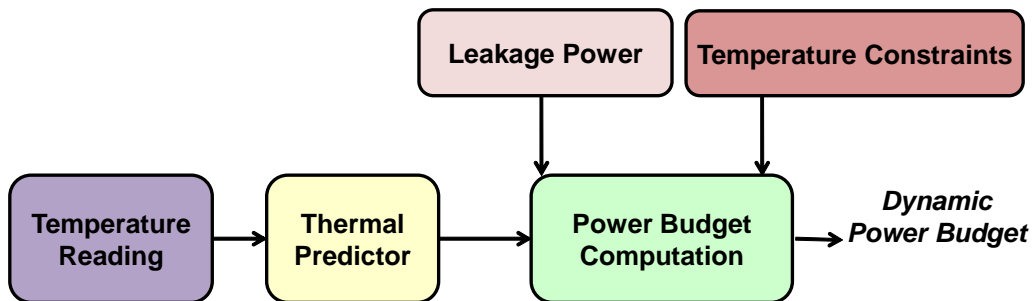 Leakage Power
Temperature Constraints
Temperature
Reading
Thermal
Predictor
Power Budget
Computation
Dynamic
Power Budget